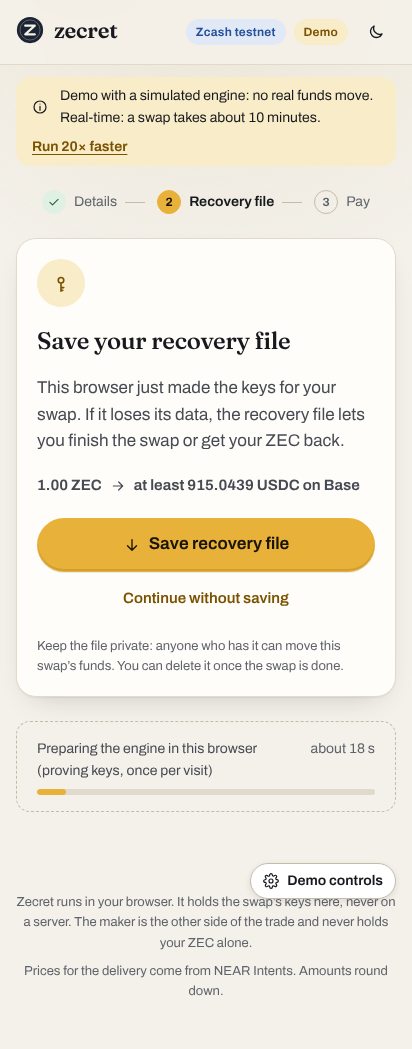 zecret
Zcash testnet
Demo
Demo with a simulated engine: no real funds move.
Real-time: a swap takes about 10 minutes.
Run 20× faster
Details
2 Recovery file
3 Pay
Save your recovery file
This browser just made the keys for your
swap. If it loses its data, the recovery file lets
you finish the swap or get your ZEC back.
1.00 ZEC → at least 915.0439 USDC on Base
↓ Save recovery file
Continue without saving
Keep the file private: anyone who has it can move this
swap's funds. You can delete it once the swap is done.
Preparing the engine in this browser
(proving keys, once per visit)
about 18 s
Demo controls
Zecret runs in your browser. It holds the swap's keys here, never on
a server. The maker is the other side of the trade and never holds
your ZEC alone.
Prices for the delivery come from NEAR Intents. Amounts round
down.